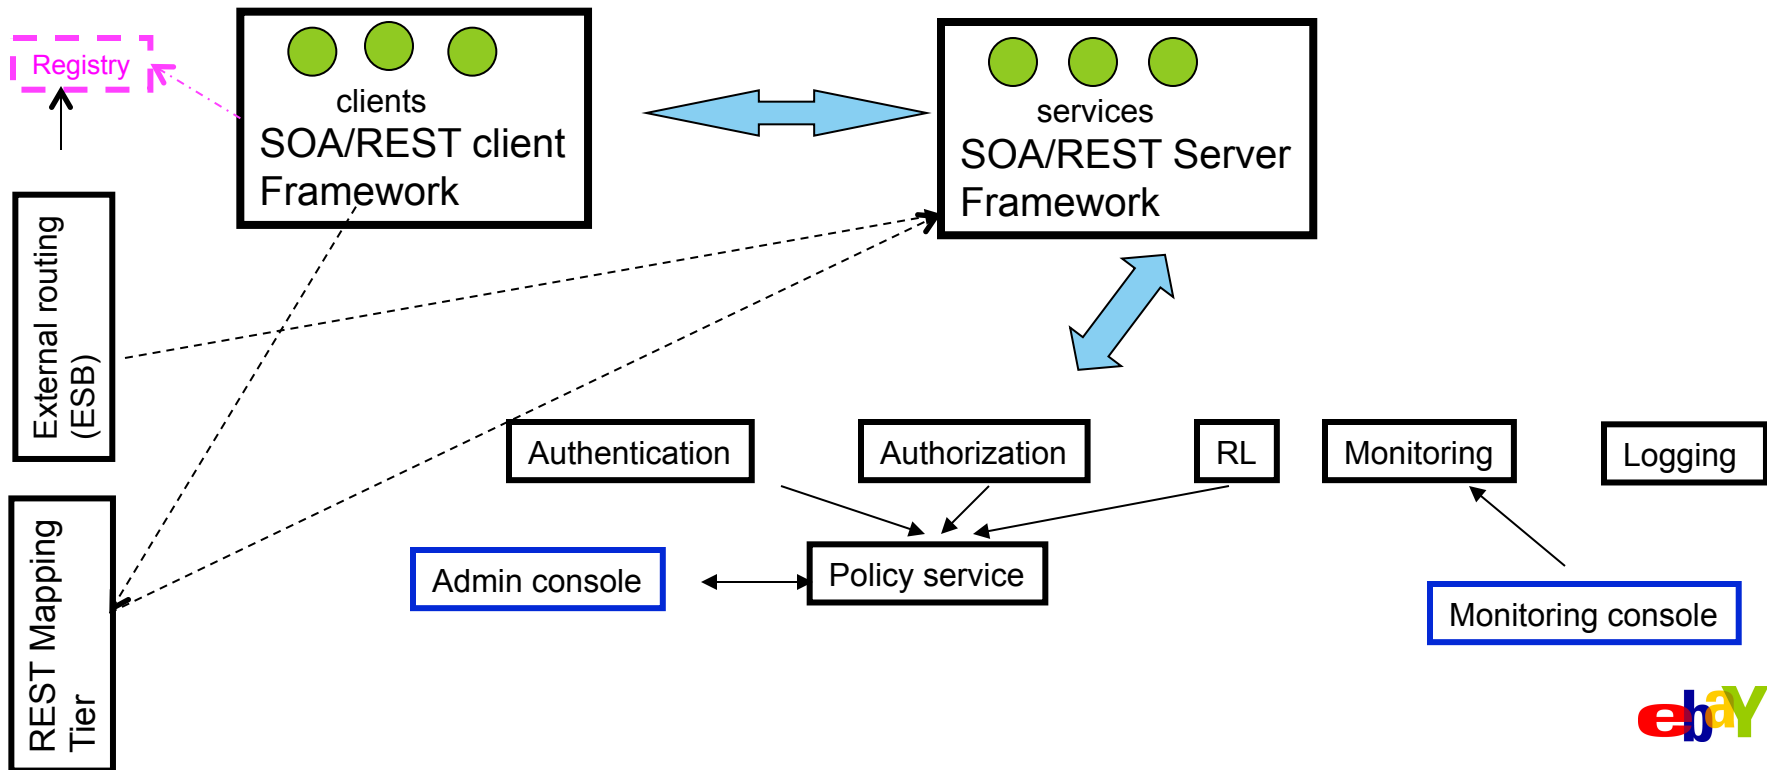 Registry
clients
SOA/REST client
Framework
services
SOA/REST Server
Framework
External routing
(ESB)
REST Mapping
Tier
Authentication
Authorization
RL
Monitoring
Logging
Admin console
Policy service
Monitoring console
ebaY